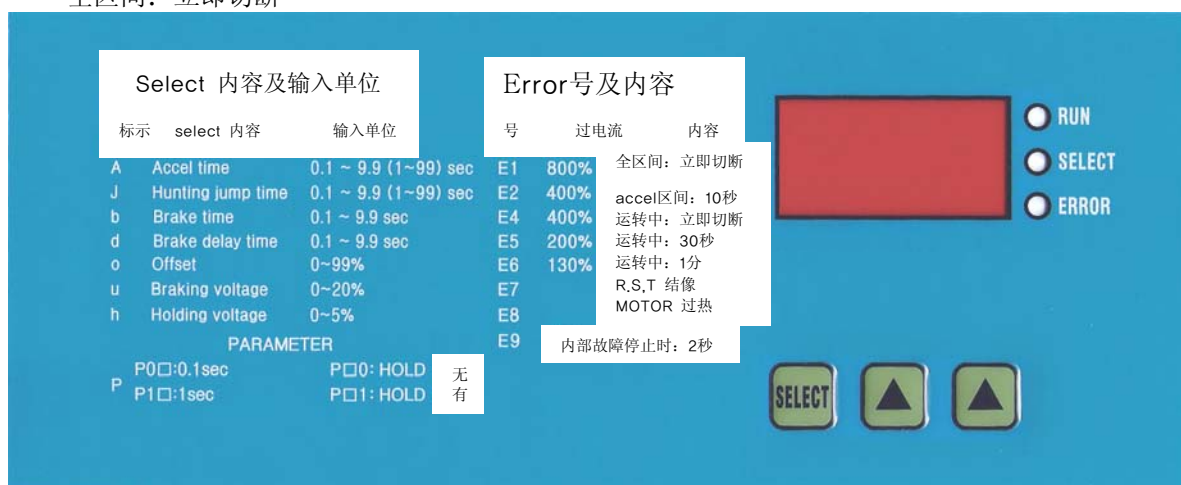 全区间：立即切断
Select 内容及输入单位
标示 select 内容 输入单位
A Accel time 0.1 ~ 9.9 (1~99) sec
J Hunting jump time 0.1 ~ 9.9 (1~99) sec
b Brake time 0.1 ~ 9.9 sec
d Brake delay time 0.1 ~ 9.9 sec
o Offset 0~99%
u Braking voltage 0~20%
h Holding voltage 0~5%
PARAMETER
P
P0□:0.1sec P□0: HOLD 无
P1□:1sec P□1: HOLD 有
Error号及内容
号 过电流 内容
E1 800% 全区间：立即切断
E2 400% accel区间：10秒
E4 400% 运转中：立即切断
E5 200% 运转中：30秒
E6 130% 运转中：1分
E7 R.S,T 结像
E8 MOTOR 过热
E9 内部故障停止时：2秒
RUN
SELECT
ERROR
SELECT